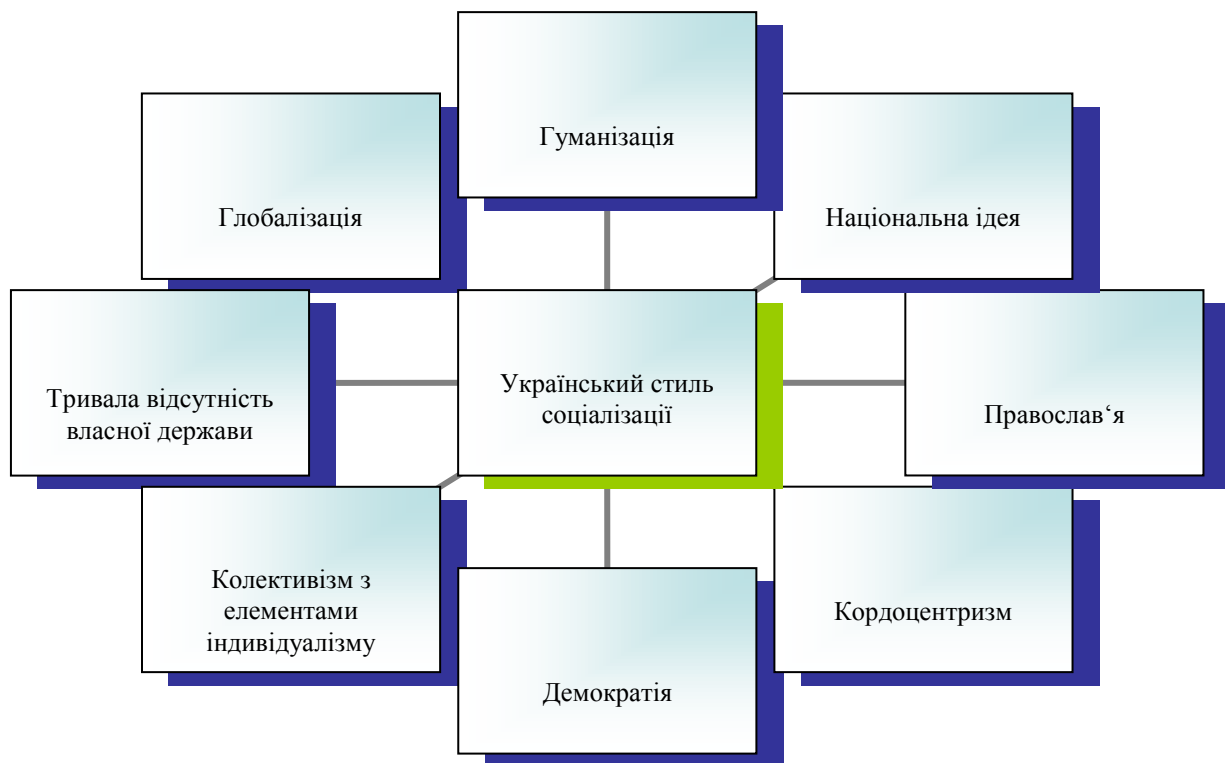 Гуманізація
Глобалізація
Національна ідея
Тривала відсутність
власної держави
Український стиль
соціалізації
Православ‘я
Колективізм з
елементами
індивідуалізму
Кордоцентризм
Демократія